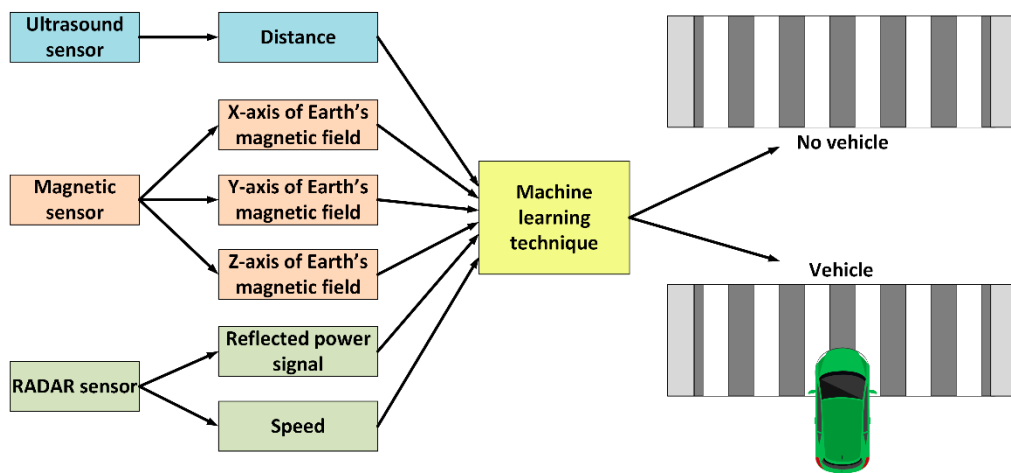 Ultrasound
sensor
Distance
X-axis of Earth's
magnetic field
Magnetic
sensor
Y-axis of Earth's
magnetic field
Z-axis of Earth's
magnetic field
RADAR sensor
Reflected power
signal
Speed
Machine
learning
technique
No vehicle
Vehicle